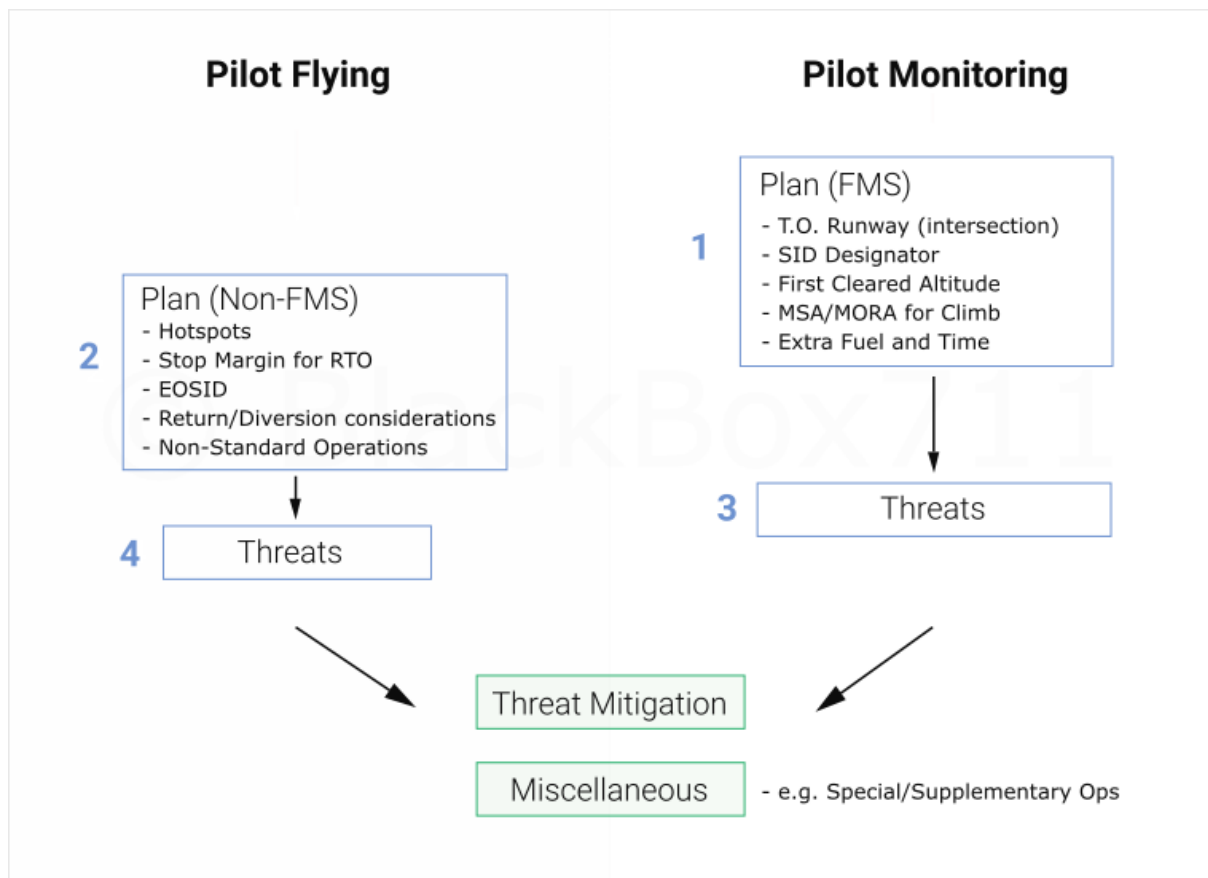 Pilot Flying
Pilot Monitoring
1
Plan (FMS)
- T.O. Runway (intersection)
- SID Designator
- First Cleared Altitude
- MSA/MORA for Climb
- Extra Fuel and Time
2
Plan (Non-FMS)
- Hotspots
- Stop Margin for RTO
- EOSID
- Return/Diversion considerations
- Non-Standard Operations
3
Threats
4
Threats
Threat Mitigation
Miscellaneous
- e.g. Special/Supplementary Ops
© BlackBox711